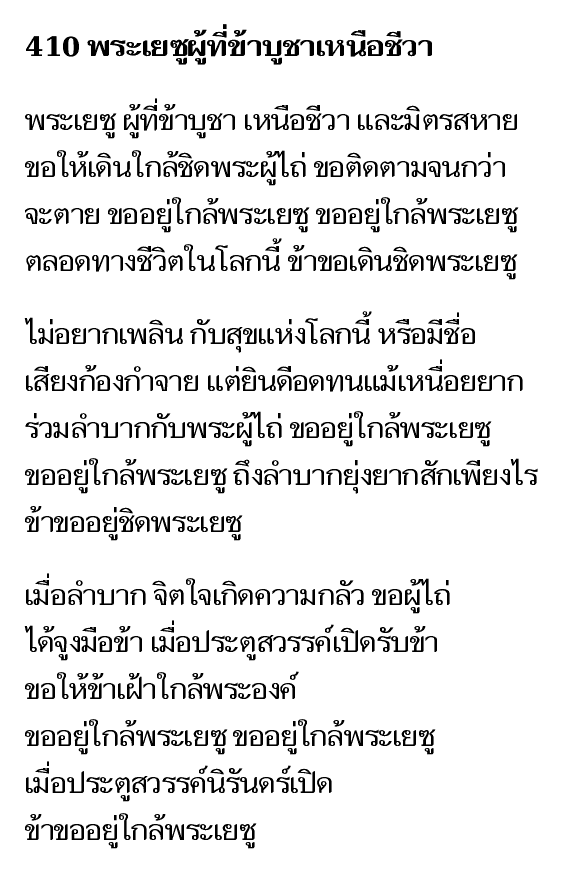 410 พระเยซูผู้ที่ข้าบูชาเหนือชีวา
พระเยซู ผู้ที่ข้าบูชา เหนือชีวา และมิตรสหาย
ขอให้เดินใกล้ชิดพระผู้ไถ่ ขอติดตามจนกว่า
จะตาย ขออยู่ใกล้พระเยซู ขออยู่ใกล้พระเยซู
ตลอดทางชีวิตในโลกนี้ ข้าขอเดินชิดพระเยซู
ไม่อยากเพลิน กับสุขแห่งโลกนี้ หรือมีชื่อ
เสียงก้องกำจาย แต่ยินดีอดทนแม้เหนื่อยยาก
ร่วมลำบากกับพระผู้ไถ่ ขออยู่ใกล้พระเยซู
ขออยู่ใกล้พระเยซู ถึงลำบากยุ่งยากสักเพียงไร
ข้าขออยู่ชิดพระเยซู
เมื่อลำบาก จิตใจเกิดความกลัว ขอผู้ไถ่
ได้จูงมือข้า เมื่อประตูสวรรค์เปิดรับข้า
ขอให้ข้าเฝ้าใกล้พระองค์
ขออยู่ใกล้พระเยซู ขออยู่ใกล้พระเยซู
เมื่อประตูสวรรค์นิรันดร์เปิด
ข้าขออยู่ใกล้พระเยซู